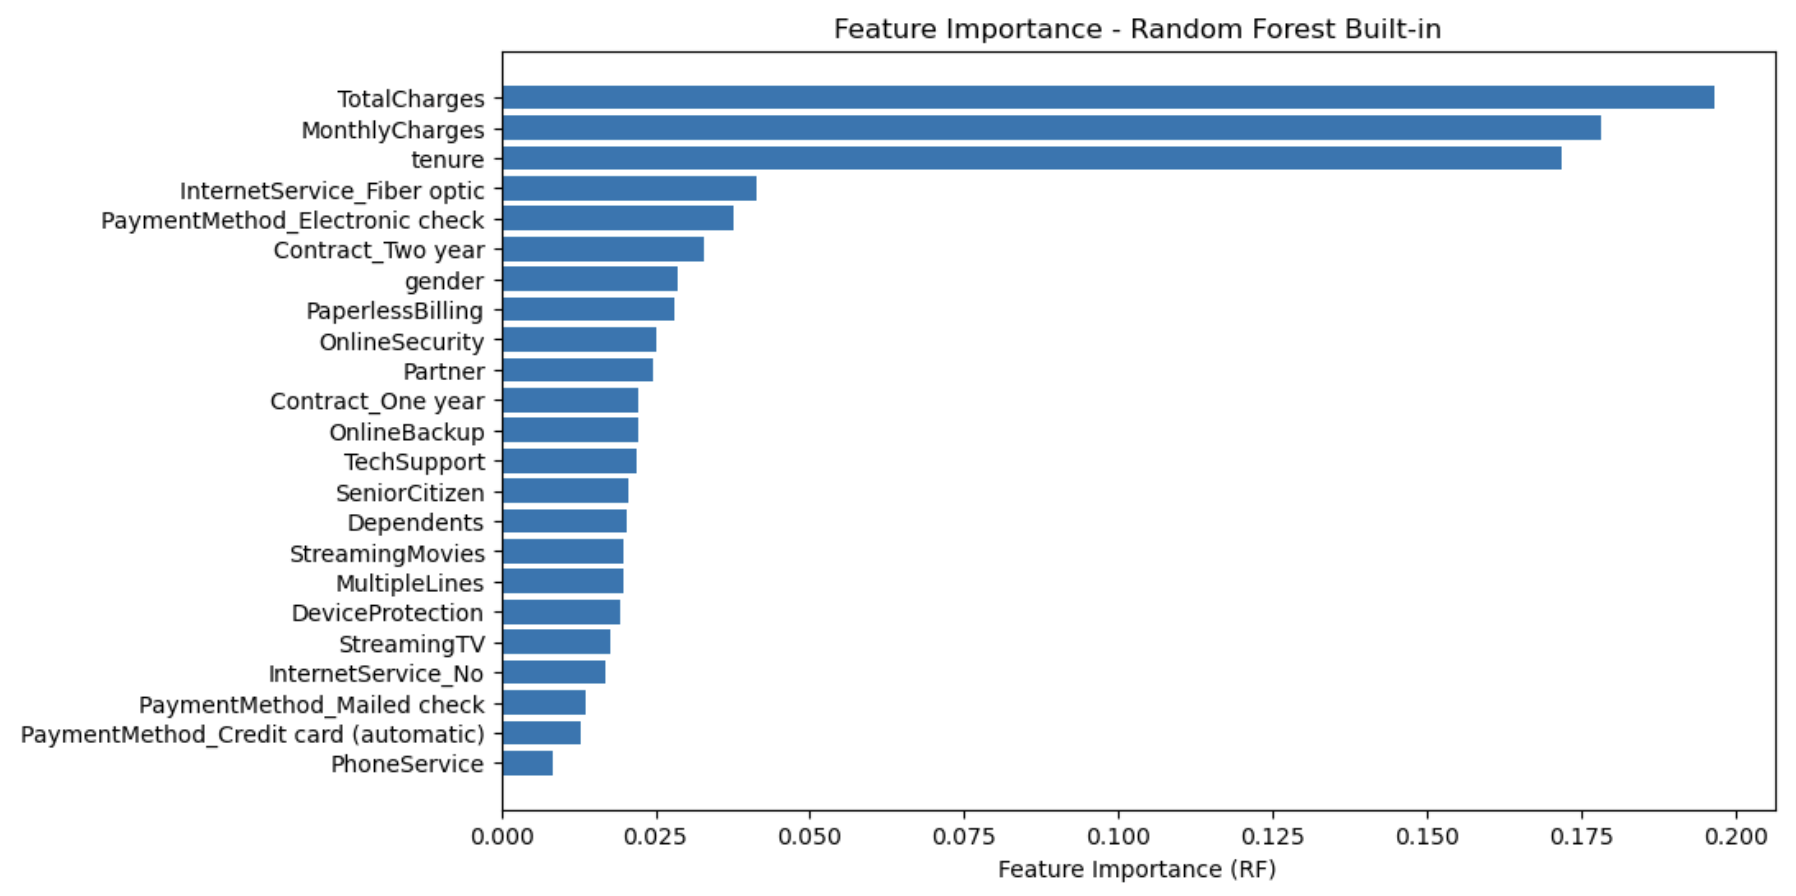 Feature Importance - Random Forest Built-in
TotalCharges
MonthlyCharges
tenure
InternetService_Fiber optic
PaymentMethod_Electronic check
Contract_Two year
gender
PaperlessBilling
OnlineSecurity
Partner
Contract_One year
OnlineBackup
TechSupport
SeniorCitizen
Dependents
StreamingMovies
MultipleLines
DeviceProtection
StreamingTV
InternetService_No
PaymentMethod_Mailed check
PaymentMethod_Credit card (automatic)
PhoneService
0.000 0.025 0.050 0.075 0.100 0.125 0.150 0.175 0.200
Feature Importance (RF)